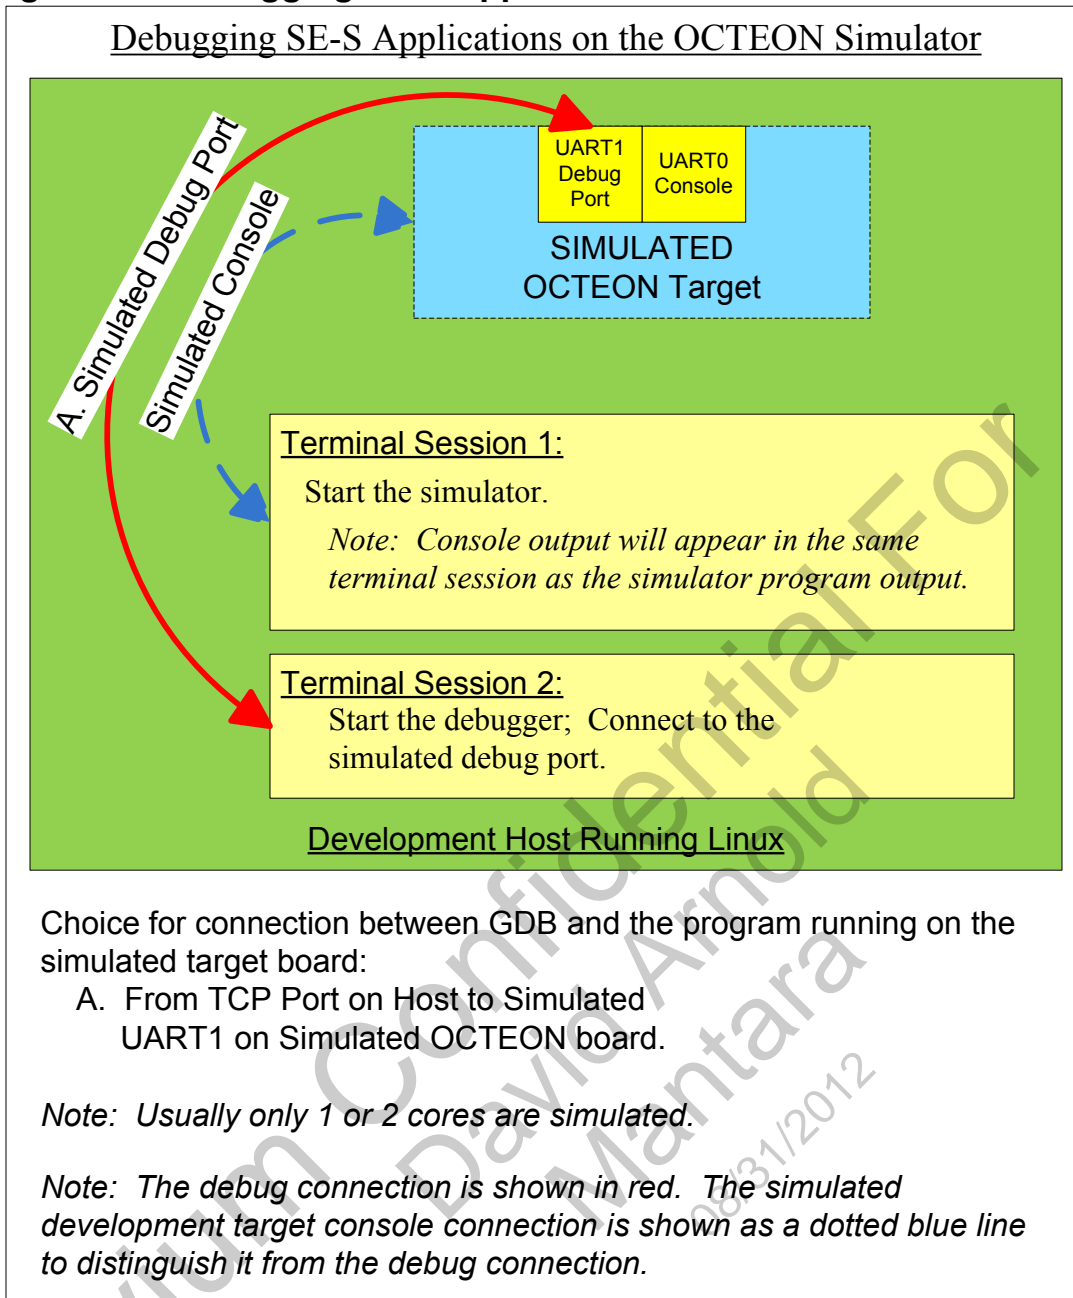 Debugging SE-S Applications on the OCTEON Simulator
A. Simulated Debug Port
Simulated Console
UART1
Debug
Port
UART0
Console
SIMULATED
OCTEON Target
Terminal Session 1:
Start the simulator.
Note: Console output will appear in the same
terminal session as the simulator program output.
Terminal Session 2:
Start the debugger; Connect to the
simulated debug port.
Development Host Running Linux
Choice for connection between GDB and the program running on the
simulated target board:
A. From TCP Port on Host to Simulated
UART1 on Simulated OCTEON board.
Note: Usually only 1 or 2 cores are simulated.
Note: The debug connection is shown in red. The simulated
development target console connection is shown as a dotted blue line
to distinguish it from the debug connection.
Confidential For
David Arnold
Mantara
08/31/2012